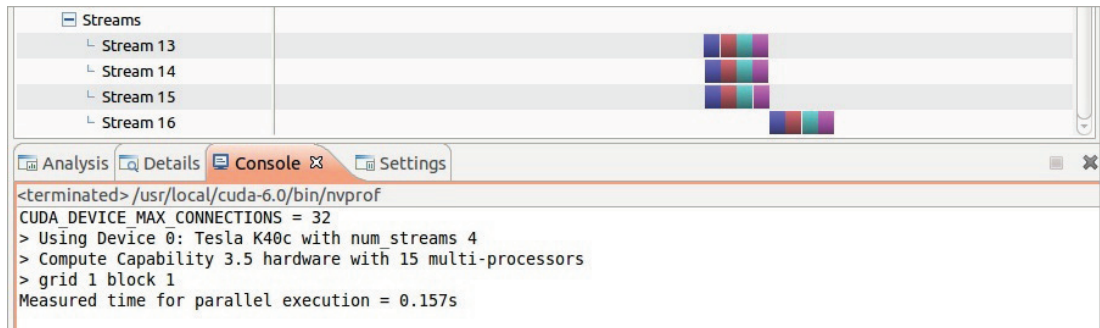 Streams
Stream 13
Stream 14
Stream 15
Stream 16
Analysis Details Console Settings
<terminated> /usr/local/cuda-6.0/bin/nvprof
CUDA_DEVICE_MAX_CONNECTIONS = 32
> Using Device 0: Tesla K40c with num_streams 4
> Compute Capability 3.5 hardware with 15 multi-processors
> grid 1 block 1
Measured time for parallel execution = 0.157s